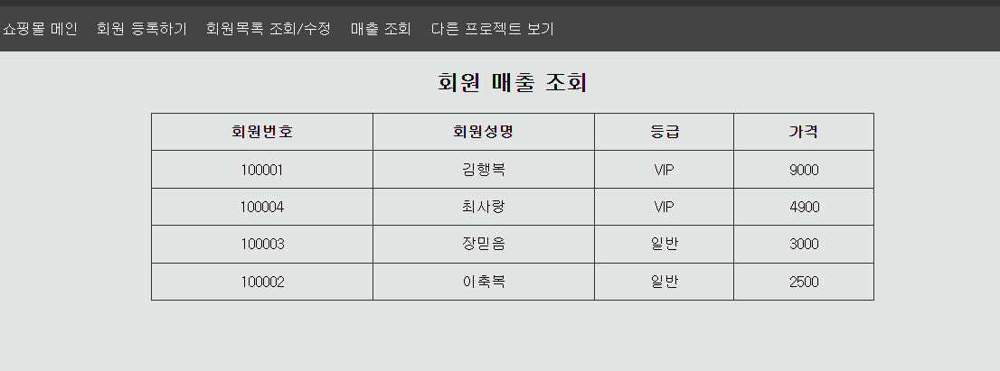 쇼핑몰 메인 회원 등록하기 회원목록 조회/수정 매출 조회 다른 프로젝트 보기
회원 매출 조회
회원번호 회원성명 등급 가격
100001 김행복 VIP 9000
100004 최사랑 VIP 4900
100003 장믿음 일반 3000
100002 이축복 일반 2500